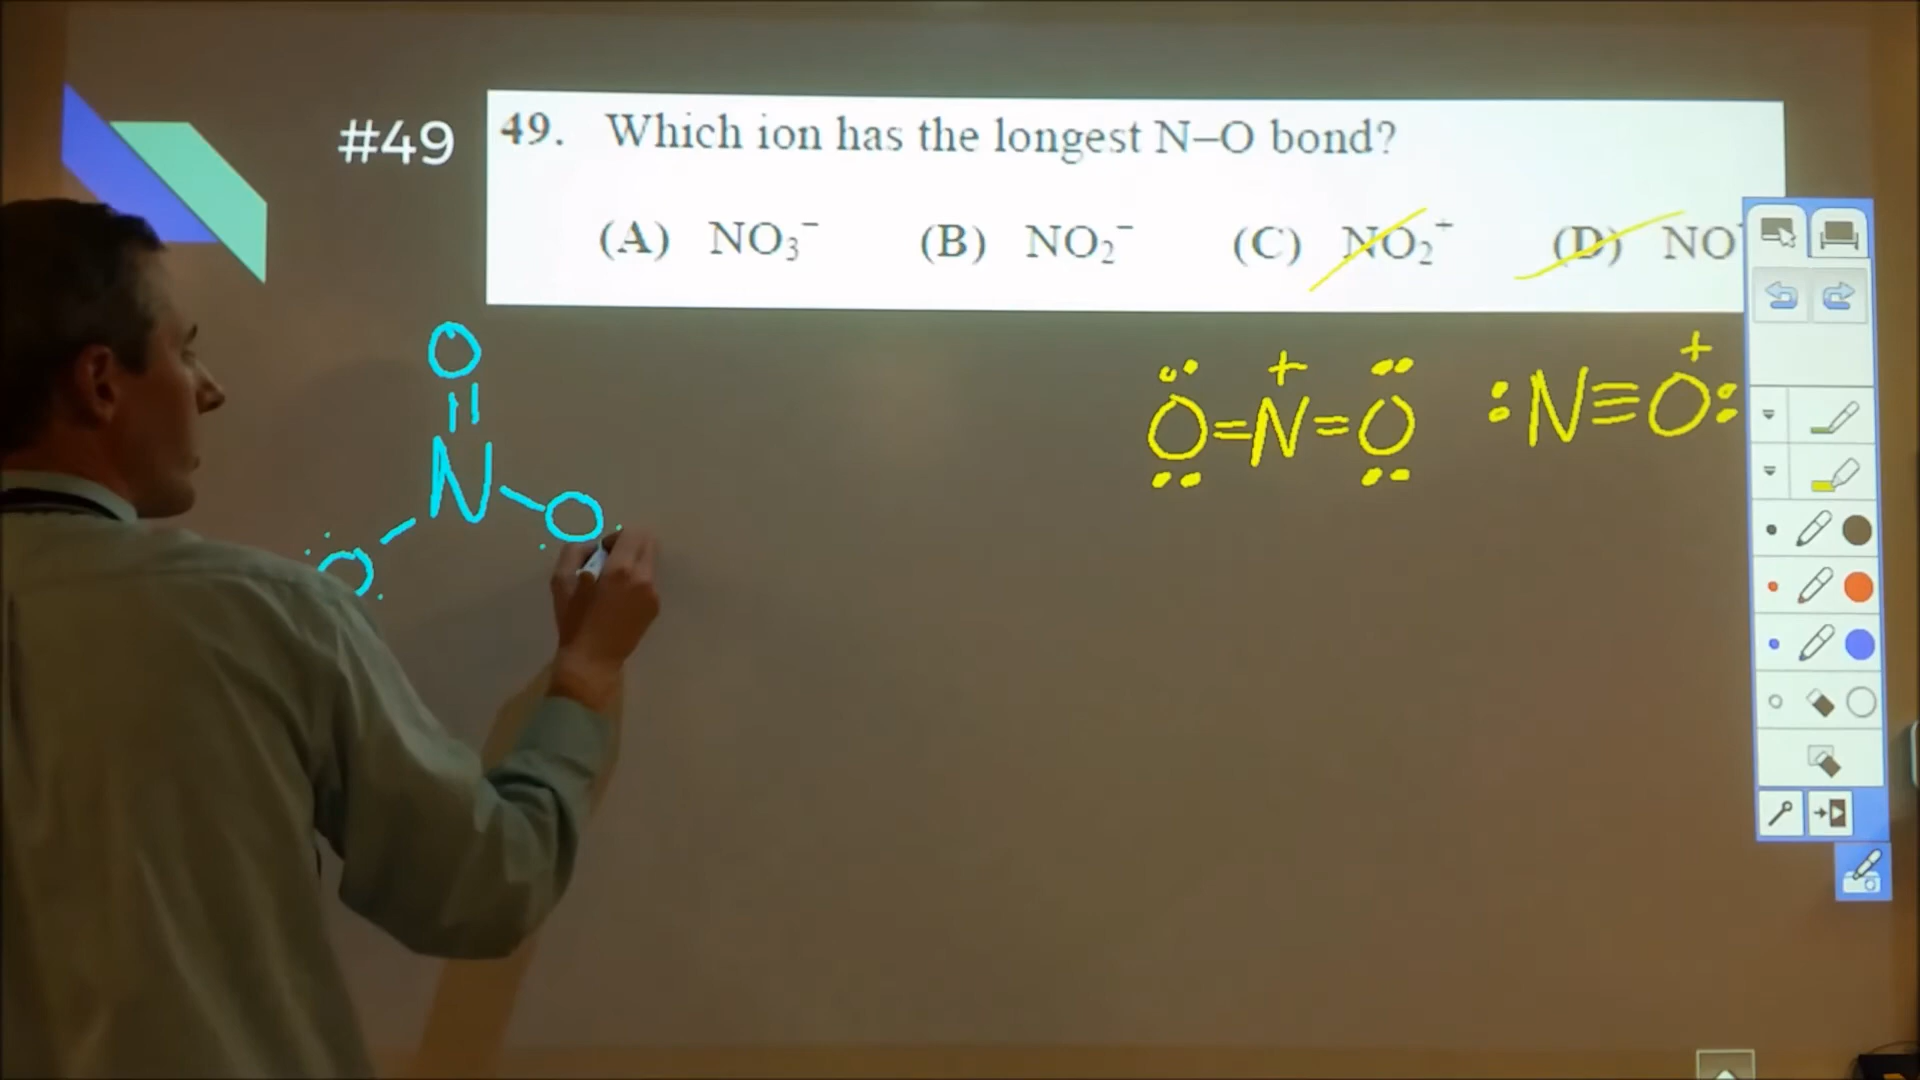 #49
49. Which ion has the longest N–O bond?
(A) NO₃⁻ (B) NO₂⁻ (C) NO₂⁺ (D) NO
O
N
O O
+
O=N=O
+
:N≡O: